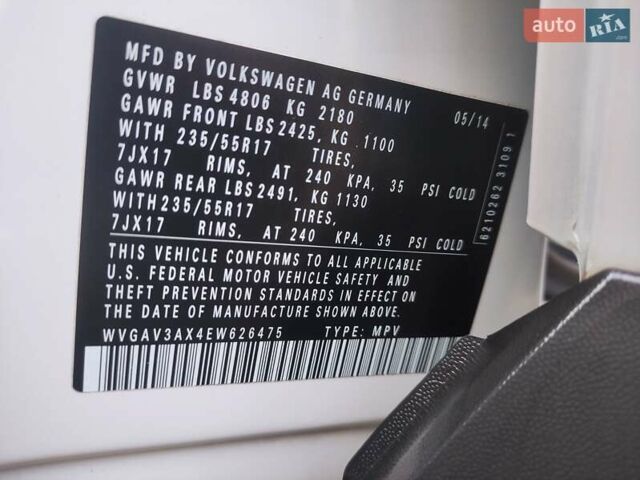 auto RIA.com
MFD BY VOLKSWAGEN AG GERMANY
GVWR LBS 4806 KG 2180 05/14
GAWR FRONT LBS 2425, KG 1100
WITH 235/55R17 TIRES,
7JX17 RIMS, AT 240 KPA, 35 PSI COLD
GAWR REAR LBS 2491, KG 1130
WITH 235/55R17 TIRES,
7JX17 RIMS, AT 240 KPA, 35 PSI COLD
THIS VEHICLE CONFORMS TO ALL APPLICABLE
U.S. FEDERAL MOTOR VEHICLE SAFETY AND
THEFT PREVENTION STANDARDS IN EFFECT ON
THE DATE OF MANUFACTURE SHOWN ABOVE.
WVGAV3AX4EW626475 TYPE: MPV
6210262 3109 1